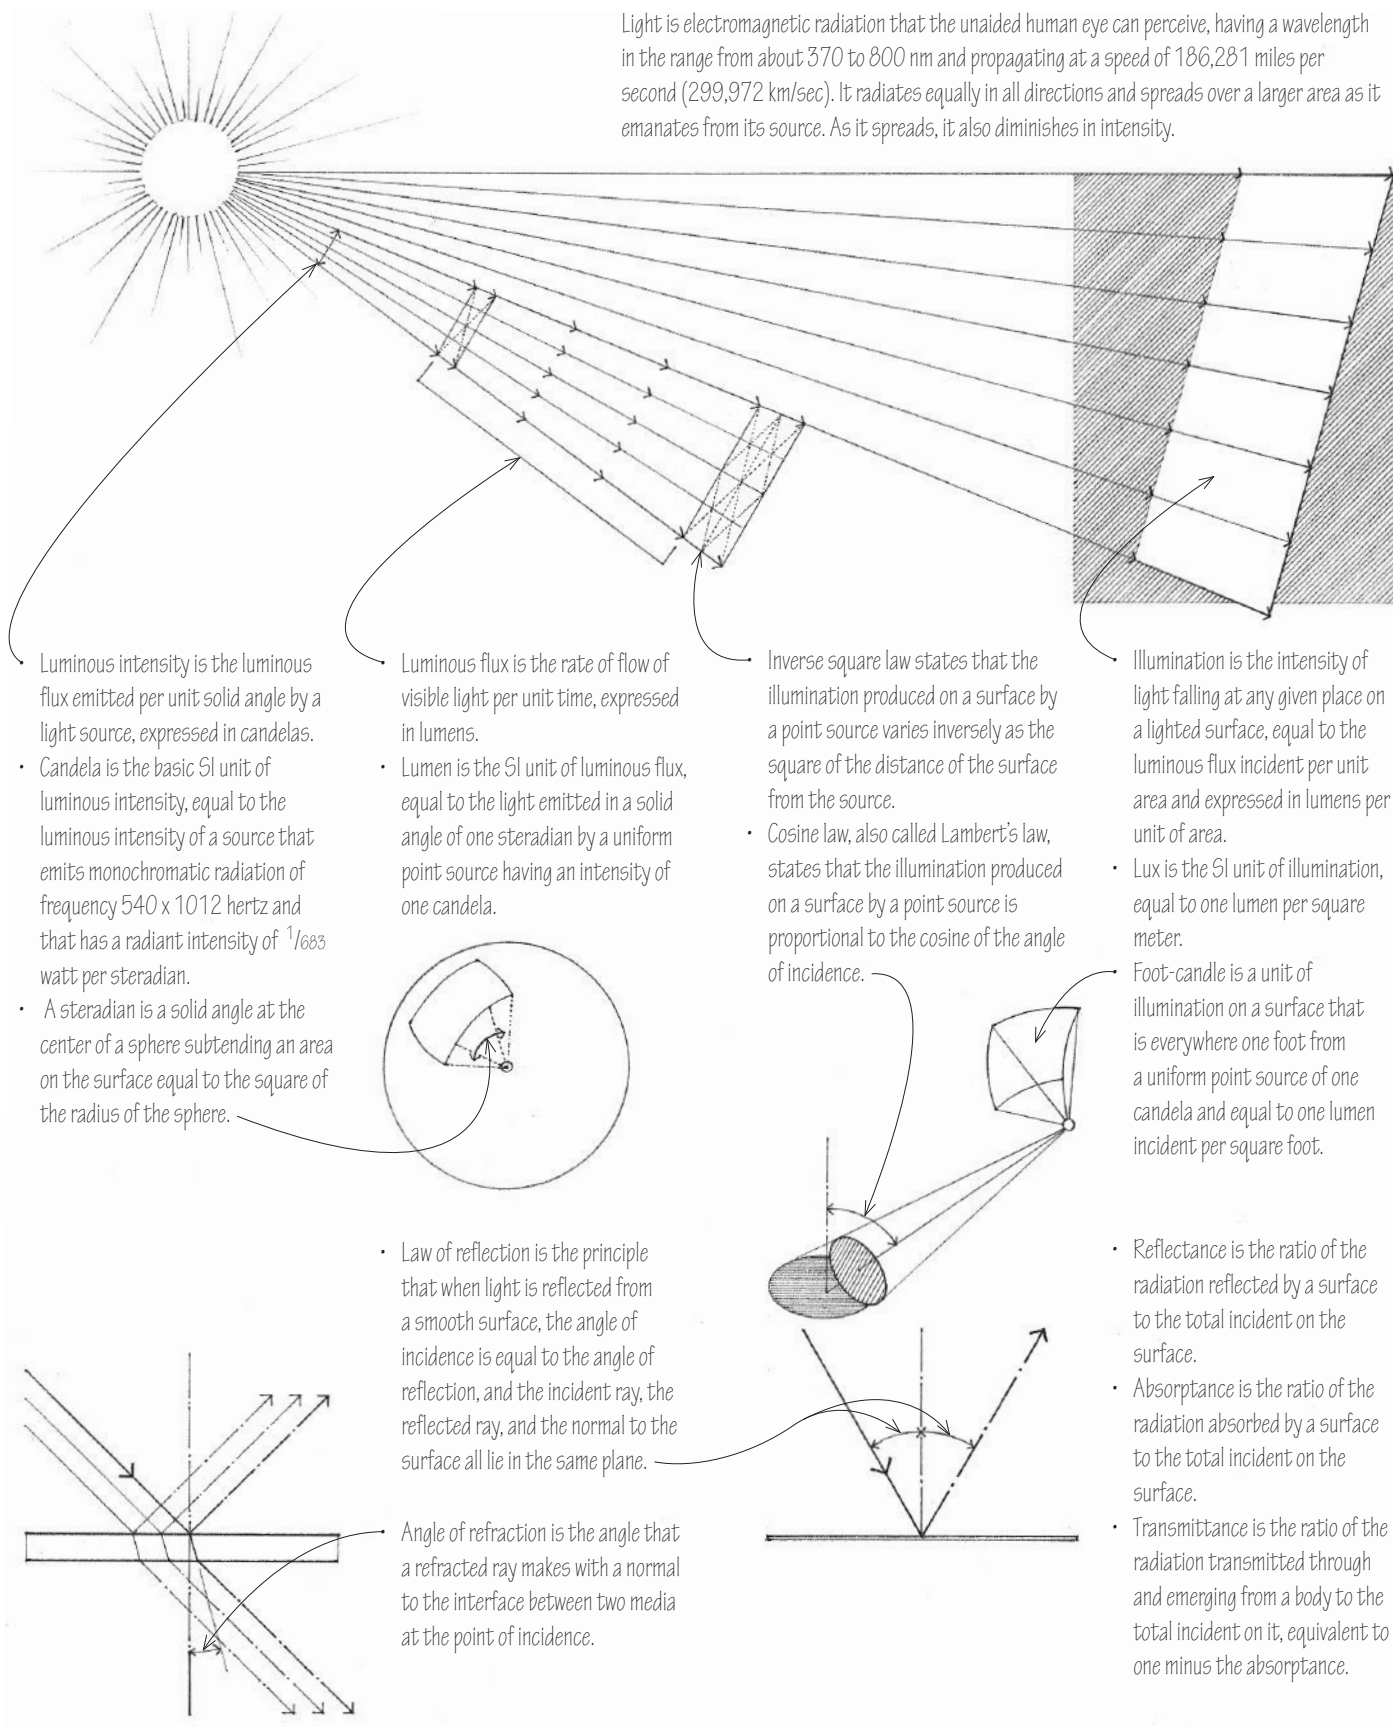 Light is electromagnetic radiation that the unaided human eye can perceive, having a wavelength
in the range from about 370 to 800 nm and propagating at a speed of 186,281 miles per
second (299,972 km/sec). It radiates equally in all directions and spreads over a larger area as it
emanates from its source. As it spreads, it also diminishes in intensity.
• Luminous intensity is the luminous
flux emitted per unit solid angle by a
light source, expressed in candelas.
• Candela is the basic SI unit of
luminous intensity, equal to the
luminous intensity of a source that
emits monochromatic radiation of
frequency 540 x 1012 hertz and
that has a radiant intensity of 1/683
watt per steradian.
• A steradian is a solid angle at the
center of a sphere subtending an area
on the surface equal to the square of
the radius of the sphere.
• Luminous flux is the rate of flow of
visible light per unit time, expressed
in lumens.
• Lumen is the SI unit of luminous flux,
equal to the light emitted in a solid
angle of one steradian by a uniform
point source having an intensity of
one candela.
• Inverse square law states that the
illumination produced on a surface by
a point source varies inversely as the
square of the distance of the surface
from the source.
• Cosine law, also called Lambert's law,
states that the illumination produced
on a surface by a point source is
proportional to the cosine of the angle
of incidence.
• Illumination is the intensity of
light falling at any given place on
a lighted surface, equal to the
luminous flux incident per unit
area and expressed in lumens per
unit of area.
• Lux is the SI unit of illumination,
equal to one lumen per square
meter.
• Foot-candle is a unit of
illumination on a surface that
is everywhere one foot from
a uniform point source of one
candela and equal to one lumen
incident per square foot.
• Law of reflection is the principle
that when light is reflected from
a smooth surface, the angle of
incidence is equal to the angle of
reflection, and the incident ray, the
reflected ray, and the normal to the
surface all lie in the same plane.
• Angle of refraction is the angle that
a refracted ray makes with a normal
to the interface between two media
at the point of incidence.
• Reflectance is the ratio of the
radiation reflected by a surface
to the total incident on the
surface.
• Absorptance is the ratio of the
radiation absorbed by a surface
to the total incident on the
surface.
• Transmittance is the ratio of the
radiation transmitted through
and emerging from a body to the
total incident on it, equivalent to
one minus the absorptance.